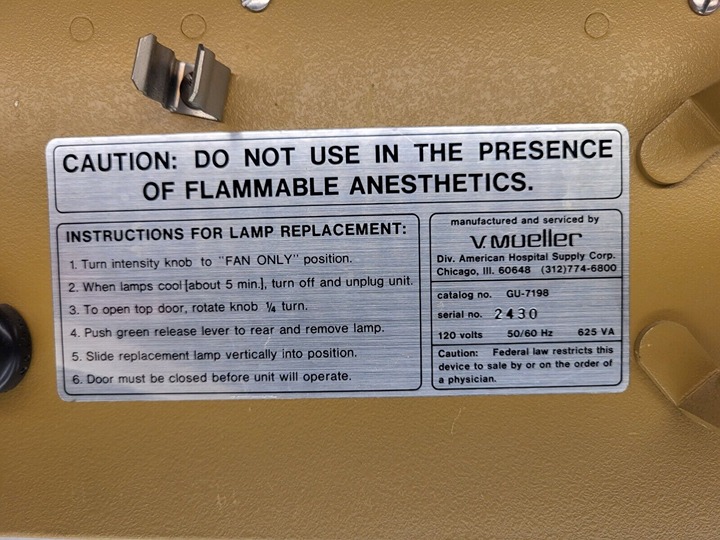 CAUTION: DO NOT USE IN THE PRESENCE
OF FLAMMABLE ANESTHETICS.
INSTRUCTIONS FOR LAMP REPLACEMENT:
1. Turn intensity knob to "FAN ONLY" position.
2. When lamps cool [about 5 min.], turn off and unplug unit.
3. To open top door, rotate knob ¼ turn.
4. Push green release lever to rear and remove lamp.
5. Slide replacement lamp vertically into position.
6. Door must be closed before unit will operate.
manufactured and serviced by
V. MUELLER
Div. American Hospital Supply Corp.
Chicago, Ill. 60648 (312)774-6800
catalog no. GU-7198
serial no. 2430
120 volts 50/60 Hz 625 VA
Caution: Federal law restricts this
device to sale by or on the order of
a physician.